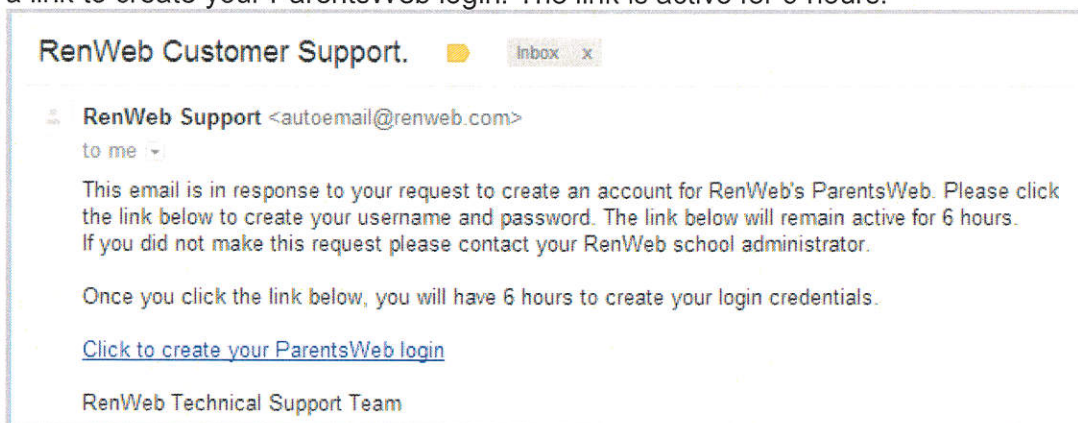 a link to create your ParentsWeb login. The link is active for 6 hours.
RenWeb Customer Support. Inbox x
RenWeb Support <autoemail@renweb.com>
to me
This email is in response to your request to create an account for RenWeb's ParentsWeb. Please click
the link below to create your username and password. The link below will remain active for 6 hours.
If you did not make this request please contact your RenWeb school administrator.
Once you click the link below, you will have 6 hours to create your login credentials.
Click to create your ParentsWeb login
RenWeb Technical Support Team